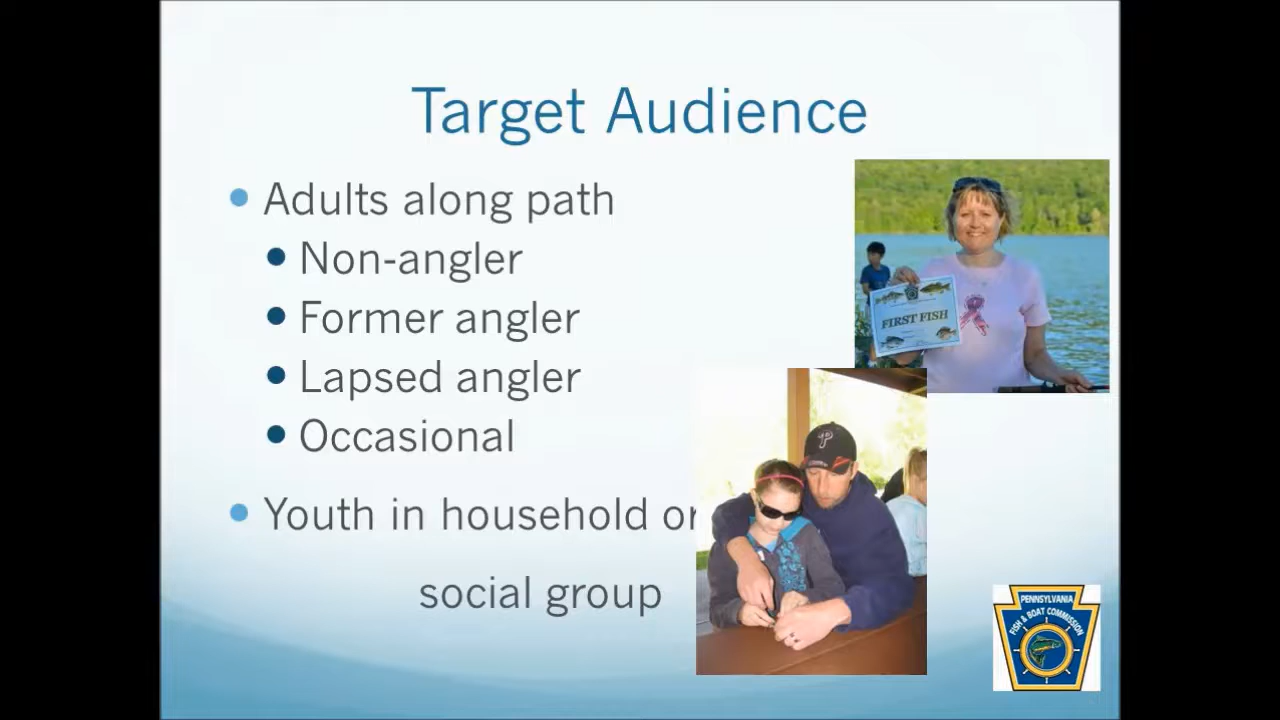 Target Audience
Adults along path
Non-angler
Former angler
Lapsed angler
Occasional
Youth in household or
social group
FIRST FISH
P
PENNSYLVANIA
FISH & BOAT COMMISSION